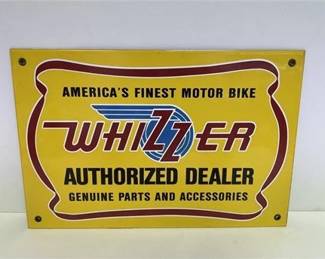 AMERICA'S FINEST MOTOR BIKE
WHIZZER
AUTHORIZED DEALER
GENUINE PARTS AND ACCESSORIES